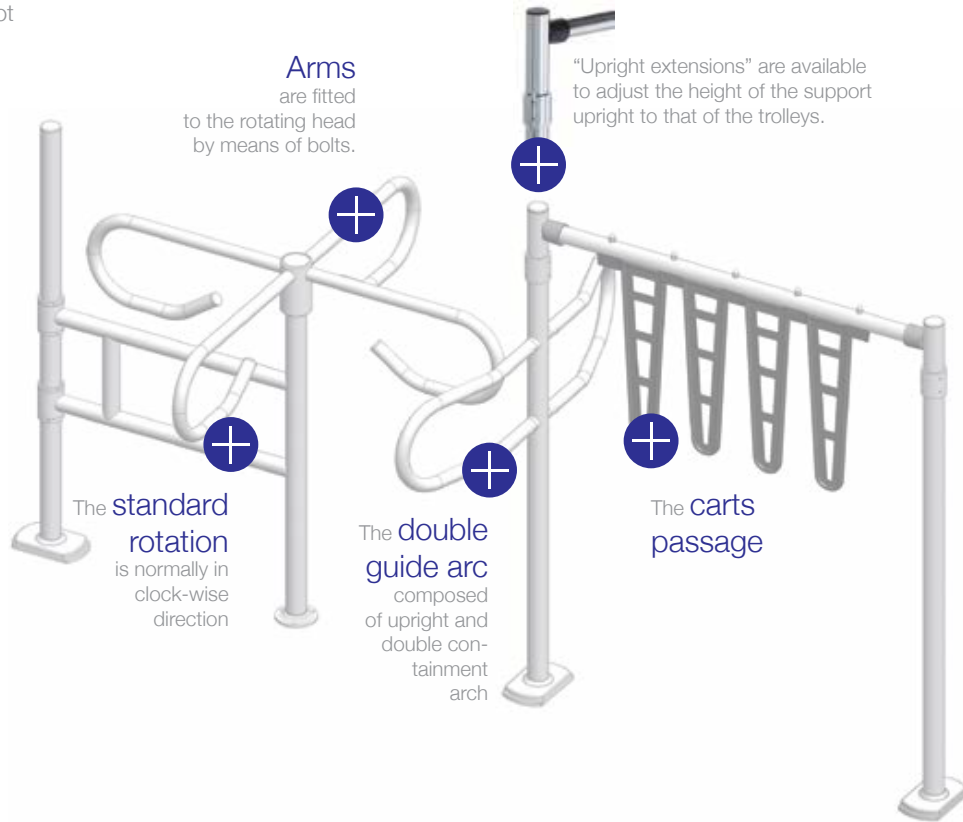 ot
Arms
are fitted
to the rotating head
by means of bolts.
“Upright extensions” are available
to adjust the height of the support
upright to that of the trolleys.
The standard
rotation
is normally in
clock-wise
direction
The double
guide arc
composed
of upright and
double con-
tainment
arch
The carts
passage